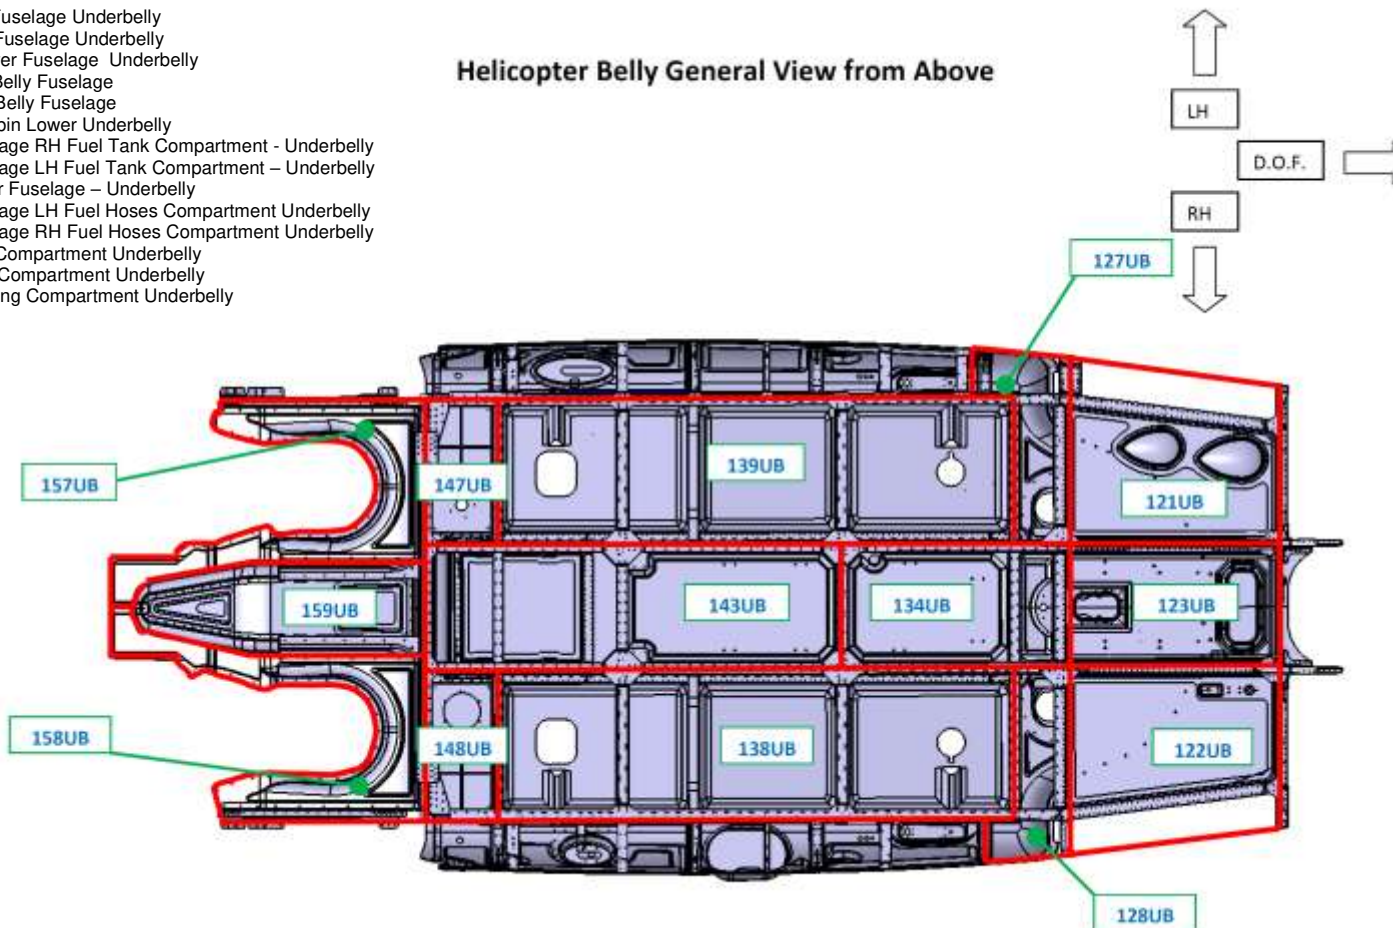 uselage Underbelly
Fuselage Underbelly
er Fuselage  Underbelly
Belly Fuselage
Belly Fuselage
bin Lower Underbelly
age RH Fuel Tank Compartment - Underbelly
age LH Fuel Tank Compartment – Underbelly
r Fuselage – Underbelly
age LH Fuel Hoses Compartment Underbelly
age RH Fuel Hoses Compartment Underbelly
Compartment Underbelly
Compartment Underbelly
ng Compartment Underbelly
Helicopter Belly General View from Above
LH
D.O.F.
RH
127UB
157UB
147UB
139UB
121UB
159UB
143UB
134UB
123UB
158UB
148UB
138UB
122UB
128UB